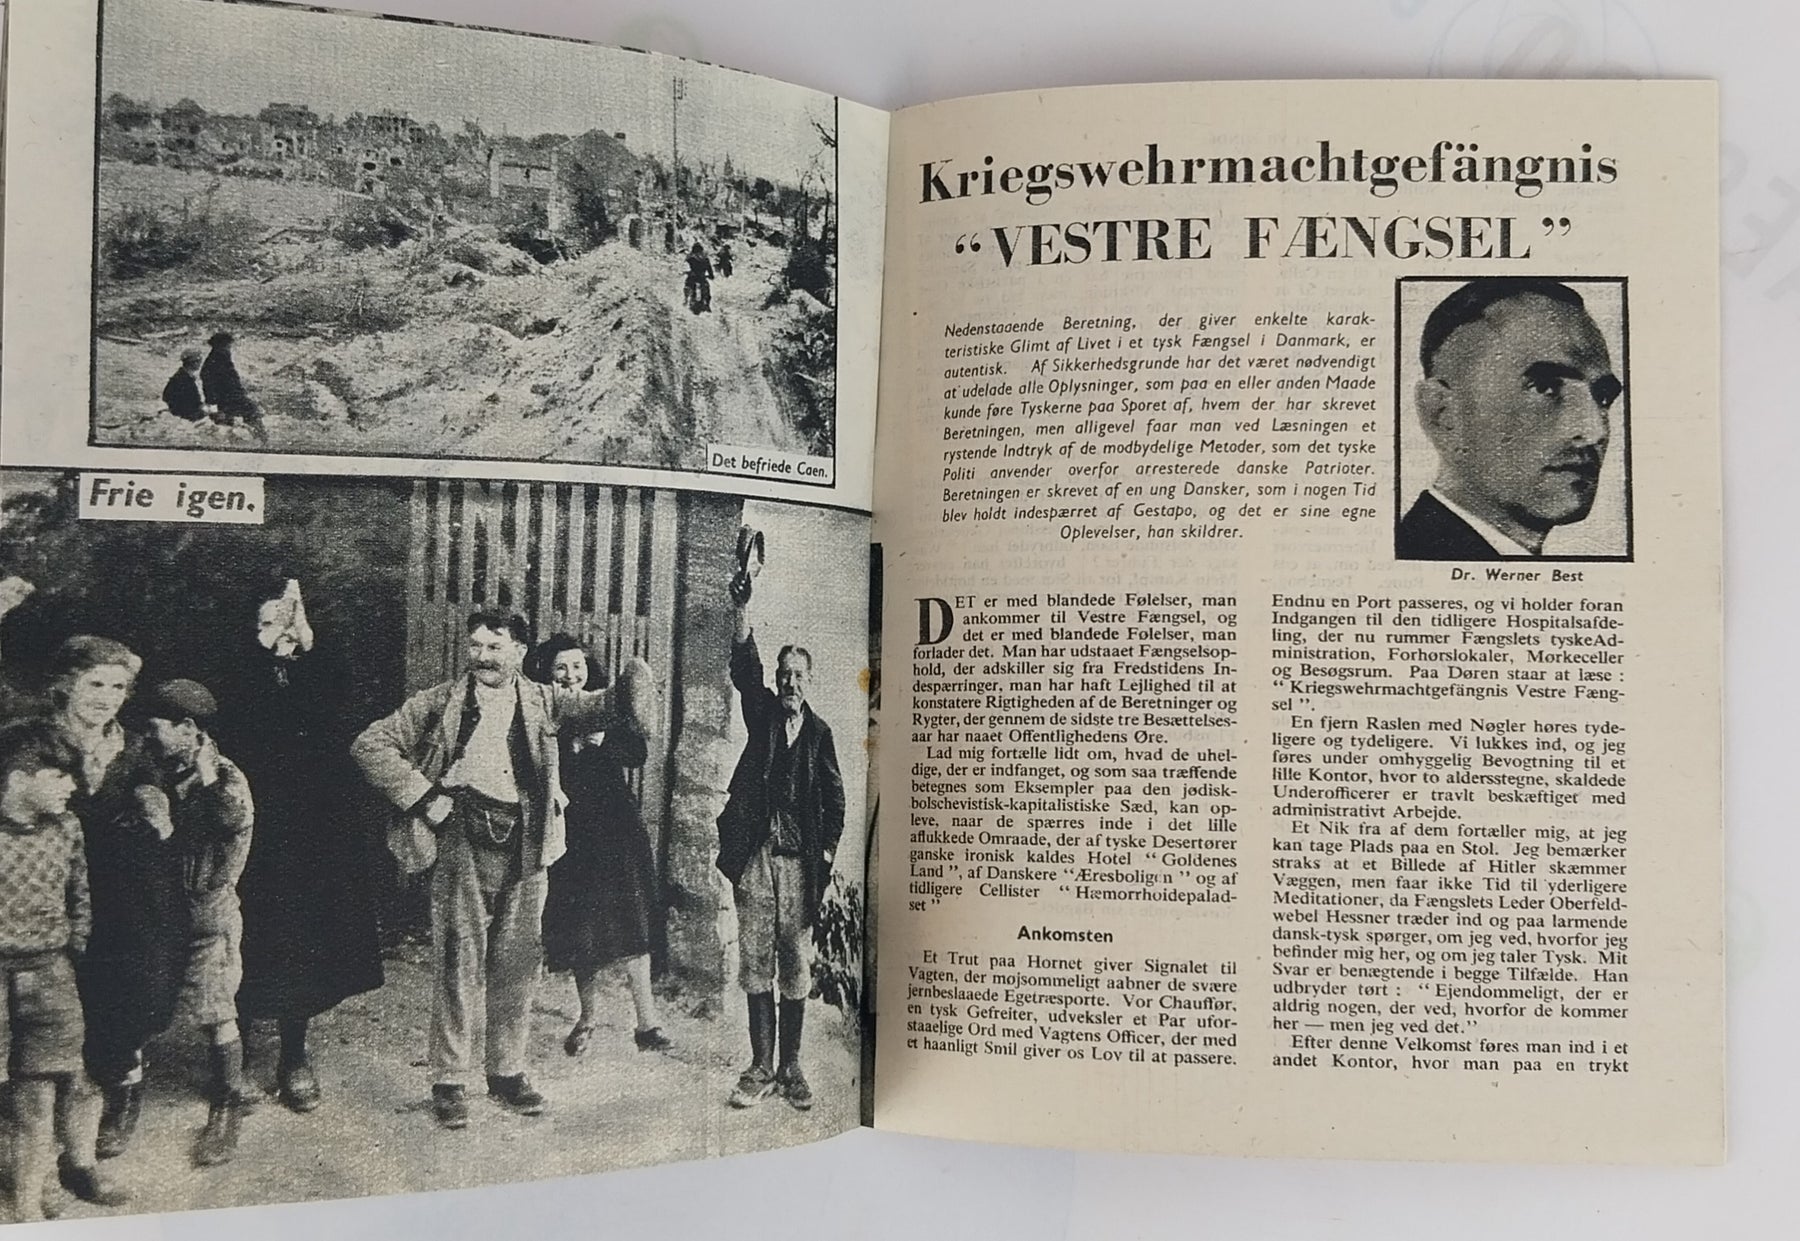 Det befriede Caen.
Frie igen.
Kriegswehrmachtgefängnis
“VESTRE FÆNGSEL”
Nedenstaaende Beretning, der giver enkelte karak-
teristiske Glimt af Livet i et tysk Fængsel i Danmark, er
autentisk. Af Sikkerhedsgrunde har det været nødvendigt
at udelade alle Oplysninger, som paa en eller anden Maade
kunde føre Tyskerne paa Sporet af, hvem der har skrevet
Beretningen, men alligevel faar man ved Læsningen et
rystende Indtryk af de modbydelige Metoder, som det tyske
Politi anvender overfor arresterede danske Patrioter.
Beretningen er skrevet af en ung Dansker, som i nogen Tid
blev holdt indespærret af Gestapo, og det er sine egne
Oplevelser, han skildrer.
Dr. Werner Best
DET er med blandede Følelser, man
ankommer til Vestre Fængsel, og
det er med blandede Følelser, man
forlader det. Man har udstaaet Fængselsop-
hold, der adskiller sig fra Fredstidens In-
despærringer, man har haft Lejlighed til at
konstatere Rigtigheden af de Beretninger og
Rygter, der gennem de sidste tre Besættelses-
aar har naaet Offentlighedens Øre.
Lad mig fortælle lidt om, hvad de uhel-
dige, der er indfanget, og som saa træffende
betegnes som Eksempler paa den jødisk-
bolschevistisk-kapitalistiske Sæd, kan op-
leve, naar de spærres inde i det lille
aflukkede Omraade, der af tyske Desertører
ganske ironisk kaldes Hotel “ Goldenes
Land ”, af Danskere “Æresboligen ” og af
tidligere Cellister “ Hæmorrhoidepalad-
set ”
Ankomsten
Et Trut paa Hornet giver Signalet til
Vagten, der møjsommeligt aabner de svære
jernbeslaaede Egetræsporte. Vor Chauffør,
en tysk Gefreiter, udveksler et Par ufor-
staaelige Ord med Vagtens Officer, der med
et haanligt Smil giver os Lov til at passere.
Endnu en Port passeres, og vi holder foran
Indgangen til den tidligere Hospitalsafde-
ling, der nu rummer Fængslets tyskeAd-
ministration, Forhørslokaler, Mørkeceller
og Besøgsrum. Paa Døren staar at læse :
“ Kriegswehrmachtgefängnis Vestre Fæng-
sel ”.
En fjern Raslen med Nøgler høres tyde-
ligere og tydeligere. Vi lukkes ind, og jeg
føres under omhyggelig Bevogtning til et
lille Kontor, hvor to aldersstegne, skaldede
Underofficerer er travlt beskæftiget med
administrativt Arbejde.
Et Nik fra af dem fortæller mig, at jeg
kan tage Plads paa en Stol. Jeg bemærker
straks at et Billede af Hitler skæmmer
Væggen, men faar ikke Tid til yderligere
Meditationer, da Fængslets Leder Oberfeld-
webel Hessner træder ind og paa larmende
dansk-tysk spørger, om jeg ved, hvorfor jeg
befinder mig her, og om jeg taler Tysk. Mit
Svar er benægtende i begge Tilfælde. Han
udbryder tørt : “ Ejendommeligt, der er
aldrig nogen, der ved, hvorfor de kommer
her — men jeg ved det.”
Efter denne Velkomst føres man ind i et
andet Kontor, hvor man paa en trykt